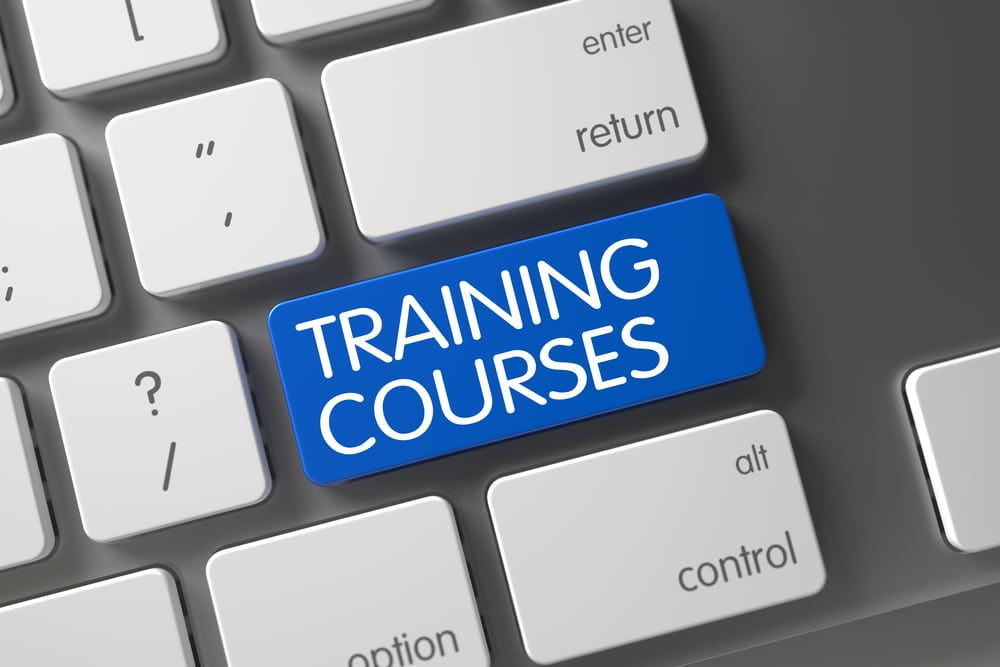 [
enter
return
"
,
;
,
TRAINING
COURSES
?
/
alt
control
option